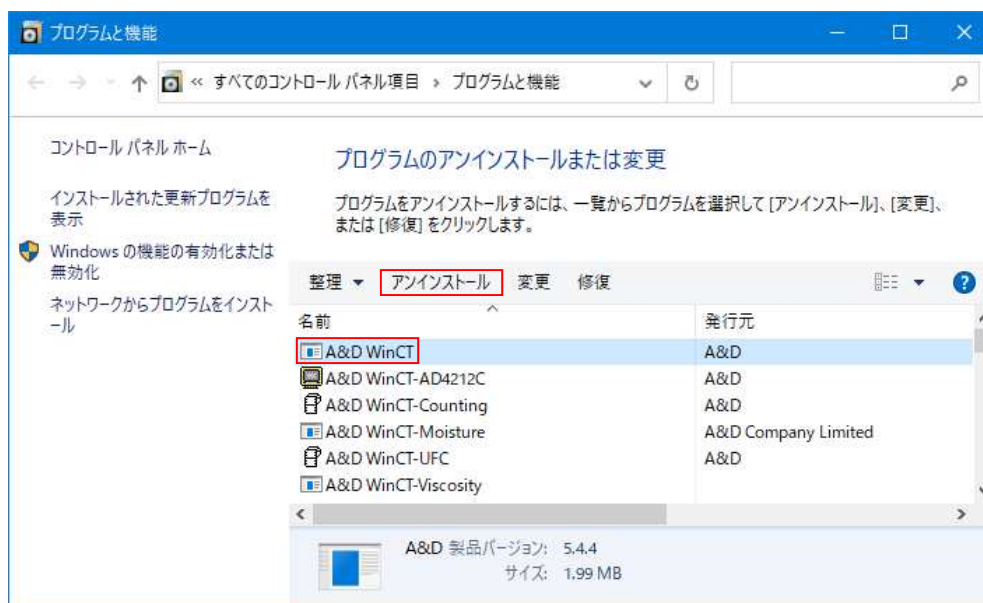 プログラムと機能
« すべてのコントロール パネル項目 › プログラムと機能
コントロール パネル ホーム
インストールされた更新プログラムを
表示
Windows の機能の有効化または
無効化
ネットワークからプログラムをインスト
ール
プログラムのアンインストールまたは変更
プログラムをアンインストールするには、一覧からプログラムを選択して [アンインストール]、[変更]、
または [修復] をクリックします。
整理 アンインストール 変更 修復
名前 発行元
A&D WinCT A&D
A&D WinCT-AD4212C A&D
A&D WinCT-Counting A&D
A&D WinCT-Moisture A&D Company Limited
A&D WinCT-UFC A&D
A&D WinCT-Viscosity
A&D 製品バージョン: 5.4.4
サイズ: 1.99 MB